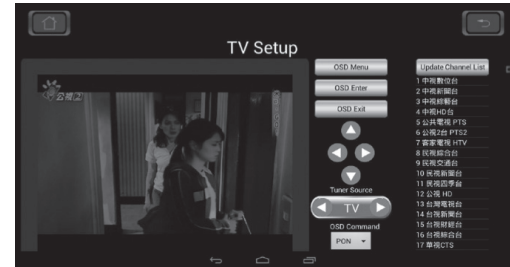 TV Setup
公視2
OSD Menu
OSD Enter
OSD Exit
Tuner Source
TV
OSD Command
PON
Update Channel List
1 中視數位台
2 中視新聞台
3 中視綜藝台
4 中視HD台
5 公共電視 PTS
6 公視2台 PTS2
7 客家電視 HTV
8 民視綜合台
9 民視交通台
10 民視新聞台
11 民視四季台
12 公視 HD
13 台灣電視台
14 台視新聞台
15 台視財經台
16 台視綜合台
17 華視CTS